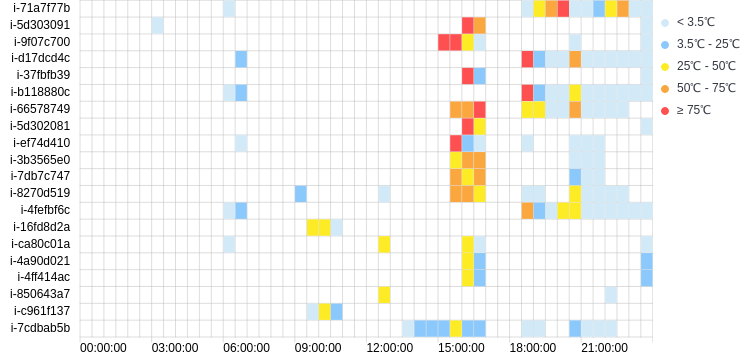 i-71a7f77b
i-5d303091
i-9f07c700
i-d17dcd4c
i-37fbfb39
i-b118880c
i-66578749
i-5d302081
i-ef74d410
i-3b3565e0
i-7db7c747
i-8270d519
i-4fefbf6c
i-16fd8d2a
i-ca80c01a
i-4a90d021
i-4ff414ac
i-850643a7
i-c961f137
i-7cdbab5b
00:00:00 03:00:00 06:00:00 09:00:00 12:00:00 15:00:00 18:00:00 21:00:00
< 3.5℃
3.5℃ - 25℃
25℃ - 50℃
50℃ - 75℃
≥ 75℃